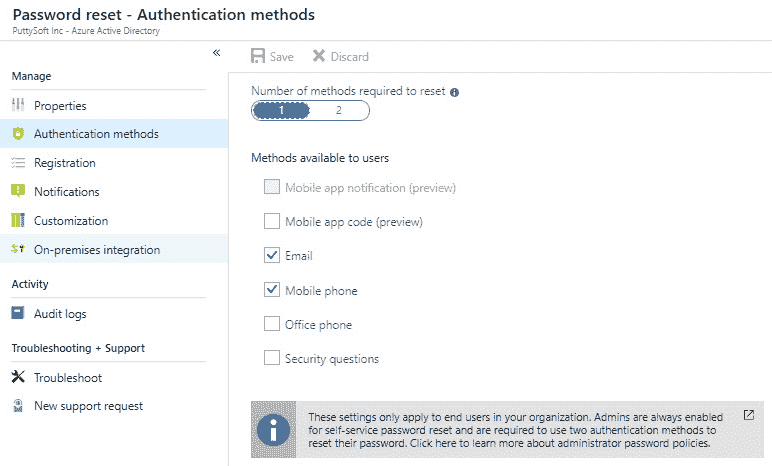 Password reset - Authentication methods
PuttySoft Inc - Azure Active Directory
«
Save Discard
Manage
Properties
Authentication methods
Registration
Notifications
Customization
On-premises integration
Activity
Audit logs
Troubleshooting + Support
Troubleshoot
New support request
Number of methods required to reset
1 2
Methods available to users
Mobile app notification (preview)
Mobile app code (preview)
Email
Mobile phone
Office phone
Security questions
These settings only apply to end users in your organization. Admins are always enabled
for self-service password reset and are required to use two authentication methods to
reset their password. Click here to learn more about administrator password policies.